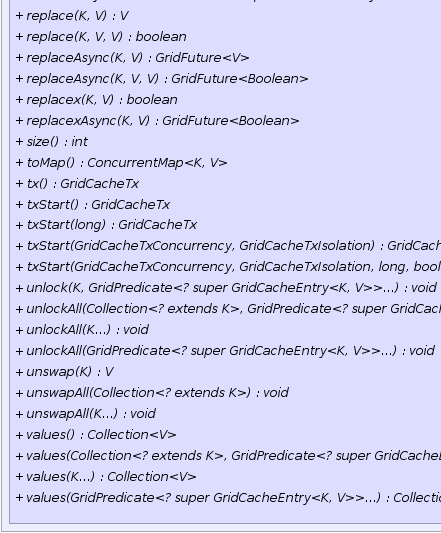 + replace(K, V) : V
+ replace(K, V, V) : boolean
+ replaceAsync(K, V) : GridFuture<V>
+ replaceAsync(K, V, V) : GridFuture<Boolean>
+ replacex(K, V) : boolean
+ replacexAsync(K, V) : GridFuture<Boolean>
+ size() : int
+ toMap() : ConcurrentMap<K, V>
+ tx() : GridCacheTx
+ txStart() : GridCacheTx
+ txStart(long) : GridCacheTx
+ txStart(GridCacheTxConcurrency, GridCacheTxIsolation) : GridCach
+ txStart(GridCacheTxConcurrency, GridCacheTxIsolation, long, bool
+ unlock(K, GridPredicate<? super GridCacheEntry<K, V>>...) : void
+ unlockAll(Collection<? extends K>, GridPredicate<? super GridCac
+ unlockAll(K...) : void
+ unlockAll(GridPredicate<? super GridCacheEntry<K, V>>...) : void
+ unswap(K) : V
+ unswapAll(Collection<? extends K>) : void
+ unswapAll(K...) : void
+ values() : Collection<V>
+ values(Collection<? extends K>, GridPredicate<? super GridCacheE
+ values(K...) : Collection<V>
+ values(GridPredicate<? super GridCacheEntry<K, V>>...) : Collecti